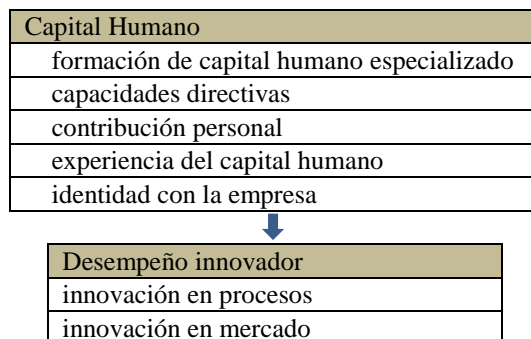 Capital Humano
formación de capital humano especializado
capacidades directivas
contribución personal
experiencia del capital humano
identidad con la empresa
Desempeño innovador
innovación en procesos
innovación en mercado